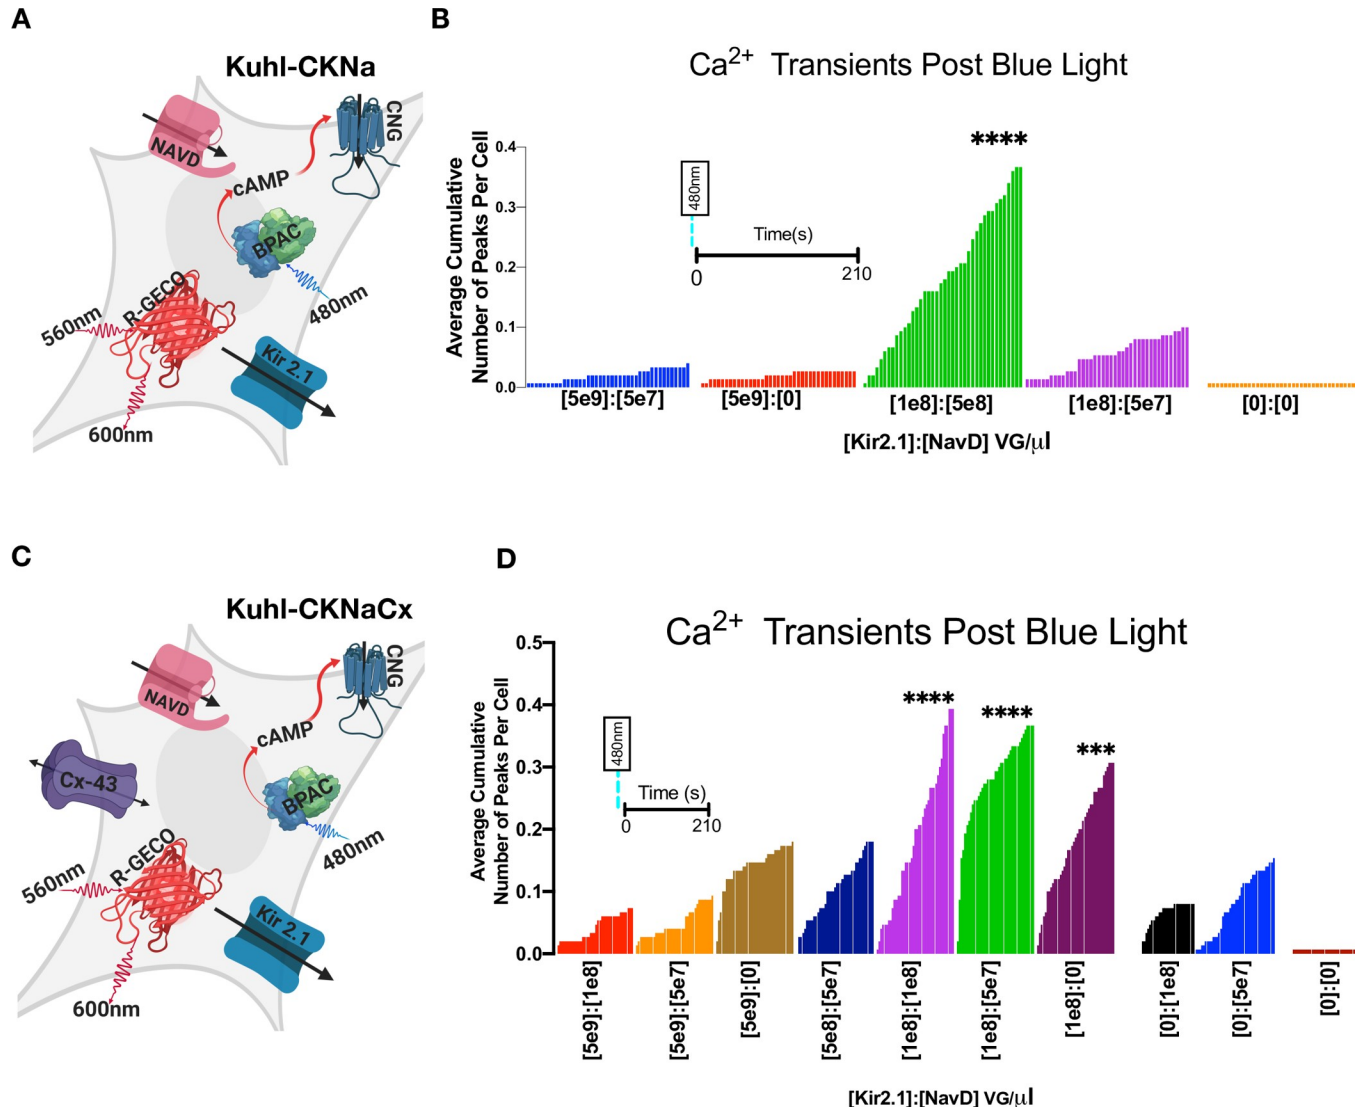 A
Kuhl-CKNa
NAVD
CNG
cAMP
BPAC
480nm
R-GECO
560nm
600nm
Kir 2.1
B
Ca2+ Transients Post Blue Light
Average Cumulative
Number of Peaks Per Cell
0.4
0.3
0.2
0.1
0.0
480nm
Time(s)
0
210
****
[5e9]:[5e7]
[5e9]:[0]
[1e8]:[5e8]
[1e8]:[5e7]
[0]:[0]
[Kir2.1]:[NavD] VG/μl
C
Kuhl-CKNaCx
NAVD
CNG
cAMP
Cx-43
BPAC
480nm
R-GECO
560nm
600nm
Kir 2.1
D
Ca2+ Transients Post Blue Light
Average Cumulative
Number of Peaks Per Cell
0.5
0.4
0.3
0.2
0.1
0.0
480nm
Time (s)
0
210
****
****
***
[5e9]:[1e8]
[5e9]:[5e7]
[5e9]:[0]
[5e8]:[5e7]
[1e8]:[1e8]
[1e8]:[5e7]
[1e8]:[0]
[0]:[1e8]
[0]:[5e7]
[0]:[0]
[Kir2.1]:[NavD] VG/μl